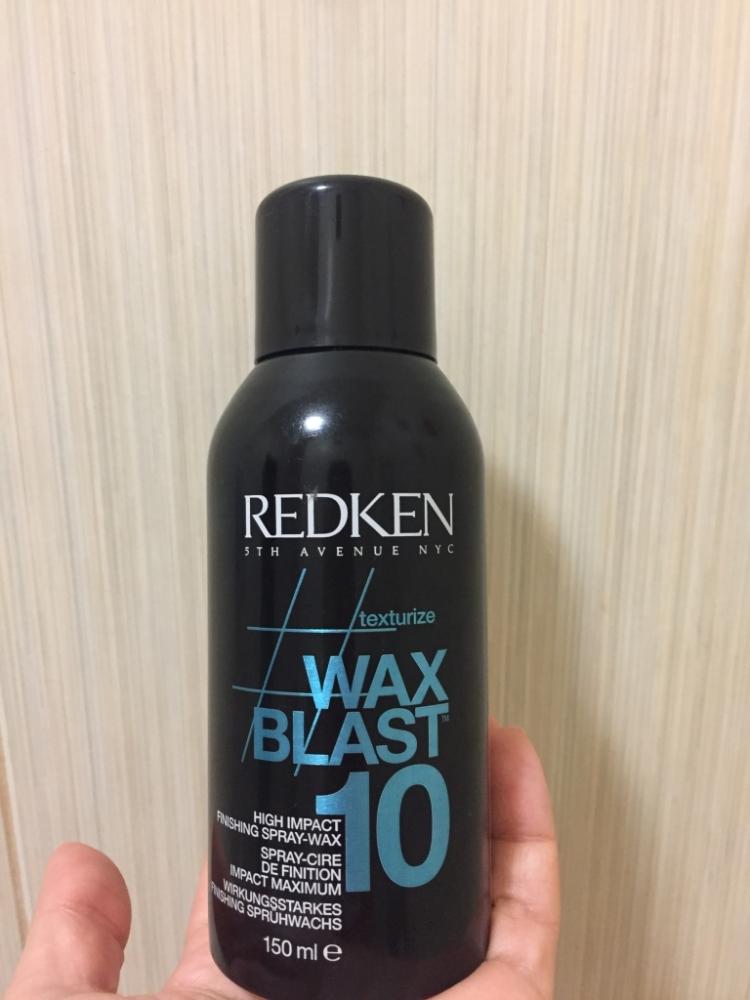 REDKEN
5TH AVENUE NYC
texturize
WAX
BLAST™
10
HIGH IMPACT
FINISHING SPRAY-WAX
SPRAY-CIRE
DE FINITION
IMPACT MAXIMUM
WIRKUNGSSTARKES
FINISHING SPRÜHWACHS
150 ml e